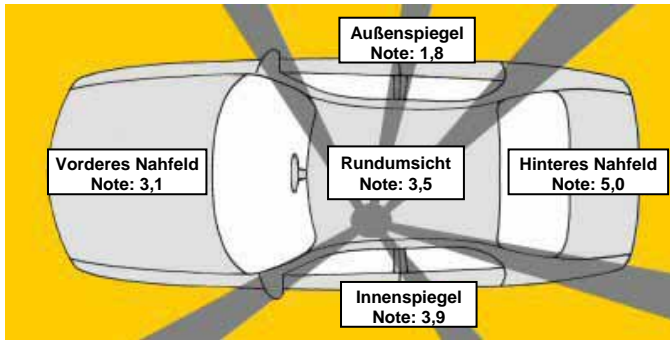 Außenspiegel
Note: 1,8
Vorderes Nahfeld
Note: 3,1
Rundumsicht
Note: 3,5
Hinteres Nahfeld
Note: 5,0
Innenspiegel
Note: 3,9